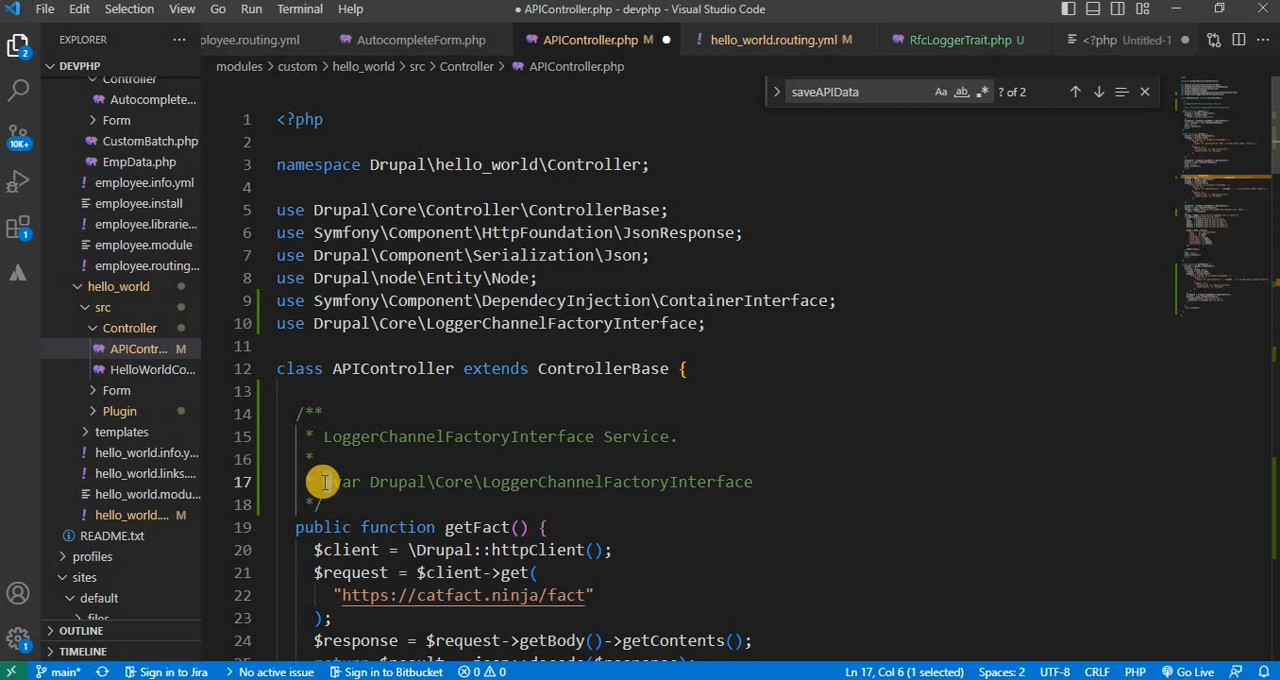 File Edit Selection View Go Run Terminal Help
● APIController.php - devphp - Visual Studio Code
EXPLORER
ployee.routing.yml
AutocompleteForm.php
APIController.php M
hello_world.routing.yml M
RfcLoggerTrait.php U
<?php Untitled-1
DEVPHP
modules > custom > hello_world > src > Controller > APIController.php
saveAPIData
Aa ab ? of 2
Controller
Autocomplete...
Form
CustomBatch.php
EmpData.php
employee.info.yml
employee.install
employee.librarie...
employee.module
employee.routing...
hello_world
src
Controller
APIContr... M
HelloWorldCo...
Form
Plugin
templates
hello_world.info.y...
hello_world.links....
hello_world.modu...
hello_world.... M
README.txt
profiles
sites
default
files
OUTLINE
TIMELINE
2
10K+
1
1
1 <?php
2
3 namespace Drupal\hello_world\Controller;
4
5 use Drupal\Core\Controller\ControllerBase;
6 use Symfony\Component\HttpFoundation\JsonResponse;
7 use Drupal\Component\Serialization\Json;
8 use Drupal\node\Entity\Node;
9 use Symfony\Component\DependecyInjection\ContainerInterface;
10 use Drupal\Core\LoggerChannelFactoryInterface;
11
12 class APIController extends ControllerBase {
13
14 /**
15 * LoggerChannelFactoryInterface Service.
16 *
17 var Drupal\Core\LoggerChannelFactoryInterface
18 */
19 public function getFact() {
20 $client = \Drupal::httpClient();
21 $request = $client->get(
22 "https://catfact.ninja/fact"
23 );
24 $response = $request->getBody()->getContents();
main* Sign in to Jira No active issue Sign in to Bitbucket 0 0 Ln 17, Col 6 (1 selected) Spaces: 2 UTF-8 CRLF PHP Go Live